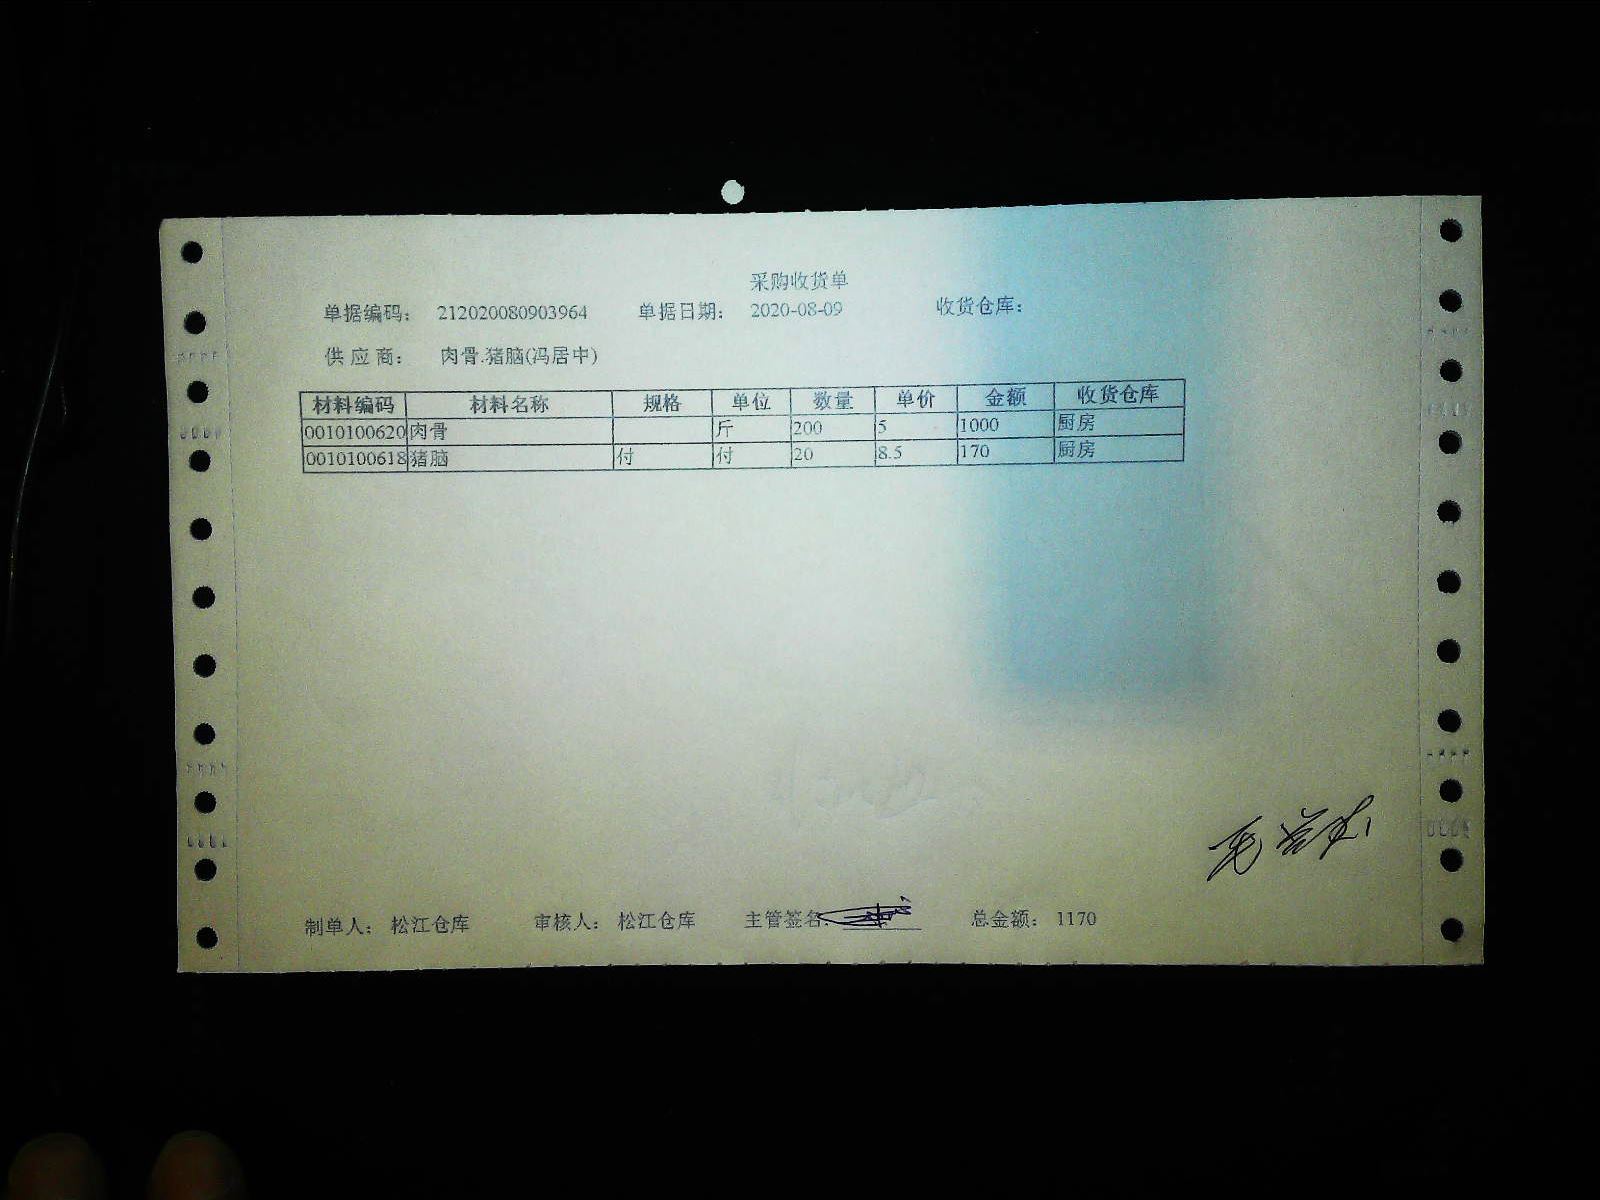 采购收货单
单据编码： 212020080903964 单据日期： 2020-08-09 收货仓库：
供 应 商： 肉骨.猪脑(冯居中)
材料编码 材料名称 规格 单位 数量 单价 金额 收货仓库
0010100620 肉骨 斤 200 5 1000 厨房
0010100618 猪脑 付 付 20 8.5 170 厨房
制单人： 松江仓库 审核人： 松江仓库 主管签名： 总金额： 1170